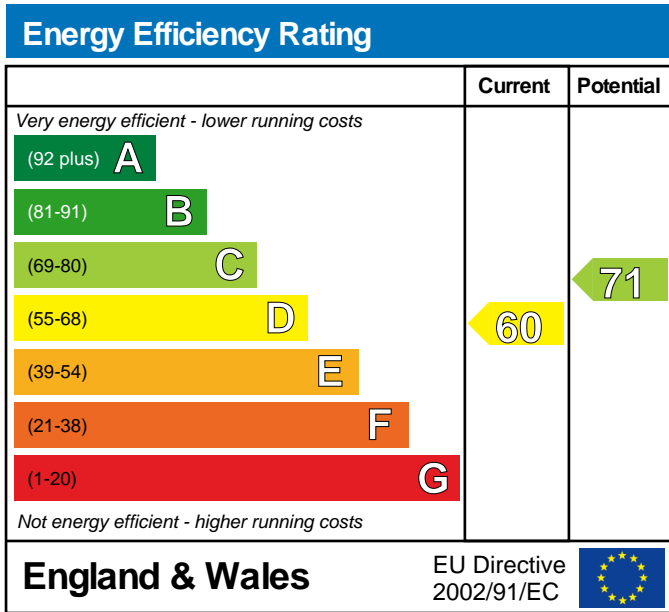 Energy Efficiency Rating
Current Potential
Very energy efficient - lower running costs
(92 plus) A
(81-91) B
(69-80) C
71
(55-68) D
60
(39-54) E
(21-38) F
(1-20) G
Not energy efficient - higher running costs
England & Wales
EU Directive
2002/91/EC